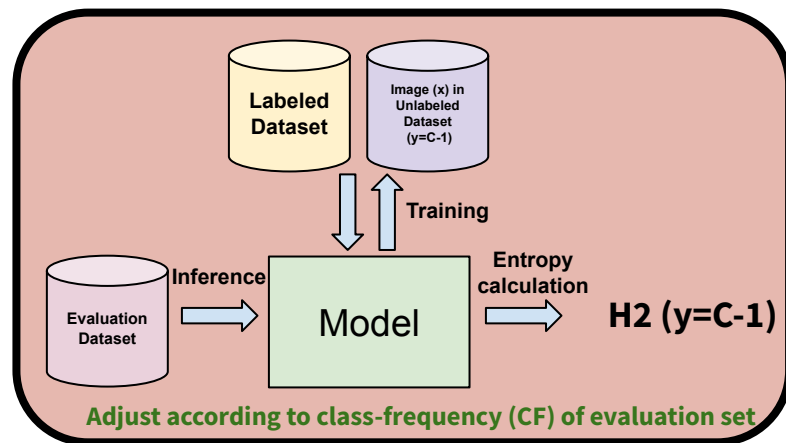 Labeled
Dataset
Image (x) in
Unlabeled
Dataset
(y=C-1)
Training
Evaluation
Dataset
Inference
Model
Entropy
calculation
H2 (y=C-1)
Adjust according to class-frequency (CF) of evaluation set